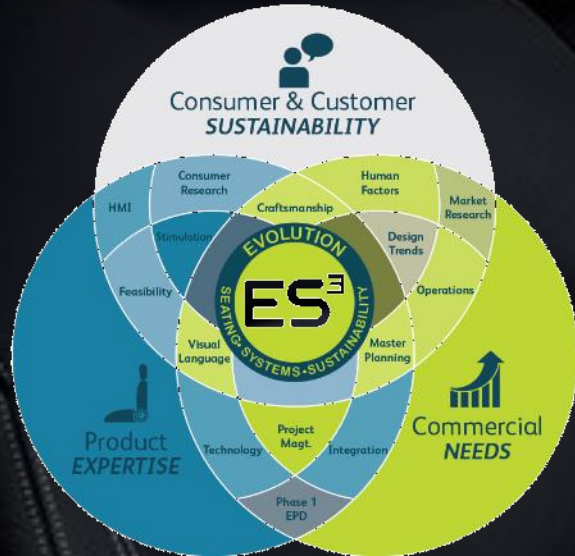 Consumer & Customer
SUSTAINABILITY
Consumer
Research
Human
Factors
HMI
Craftsmanship
Market
Research
Stimulation
Design
Trends
Feasibility
Operations
EVOLUTION
ES³
SEATING•SYSTEMS•SUSTAINABILITY
Visual
Language
Master
Planning
Product
EXPERTISE
Commercial
NEEDS
Technology
Project
Magt.
Integration
Phase 1
EPD